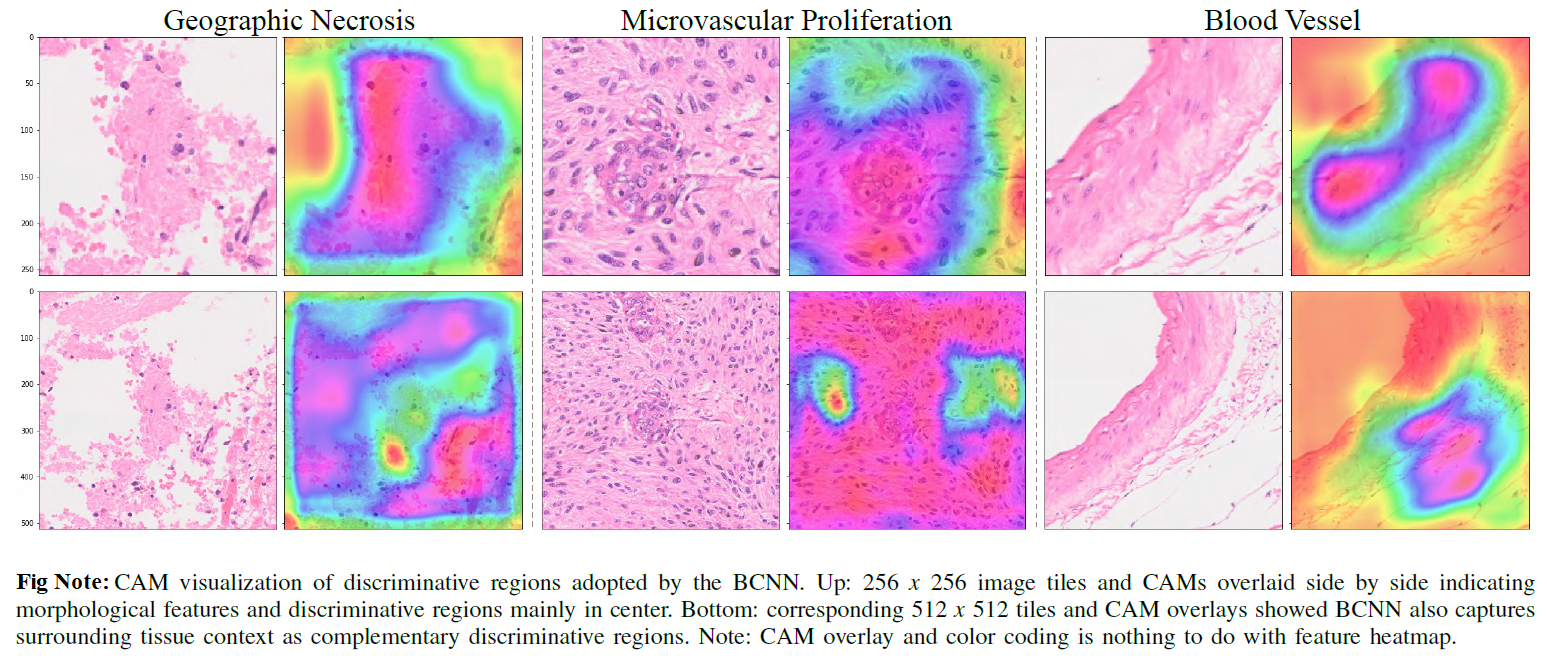 Geographic Necrosis
Microvascular Proliferation
Blood Vessel
0
50
100
150
200
250
0
100
200
300
400
500
Fig Note: CAM visualization of discriminative regions adopted by the BCNN. Up: 256 x 256 image tiles and CAMs overlaid side by side indicating
morphological features and discriminative regions mainly in center. Bottom: corresponding 512 x 512 tiles and CAM overlays showed BCNN also captures
surrounding tissue context as complementary discriminative regions. Note: CAM overlay and color coding is nothing to do with feature heatmap.